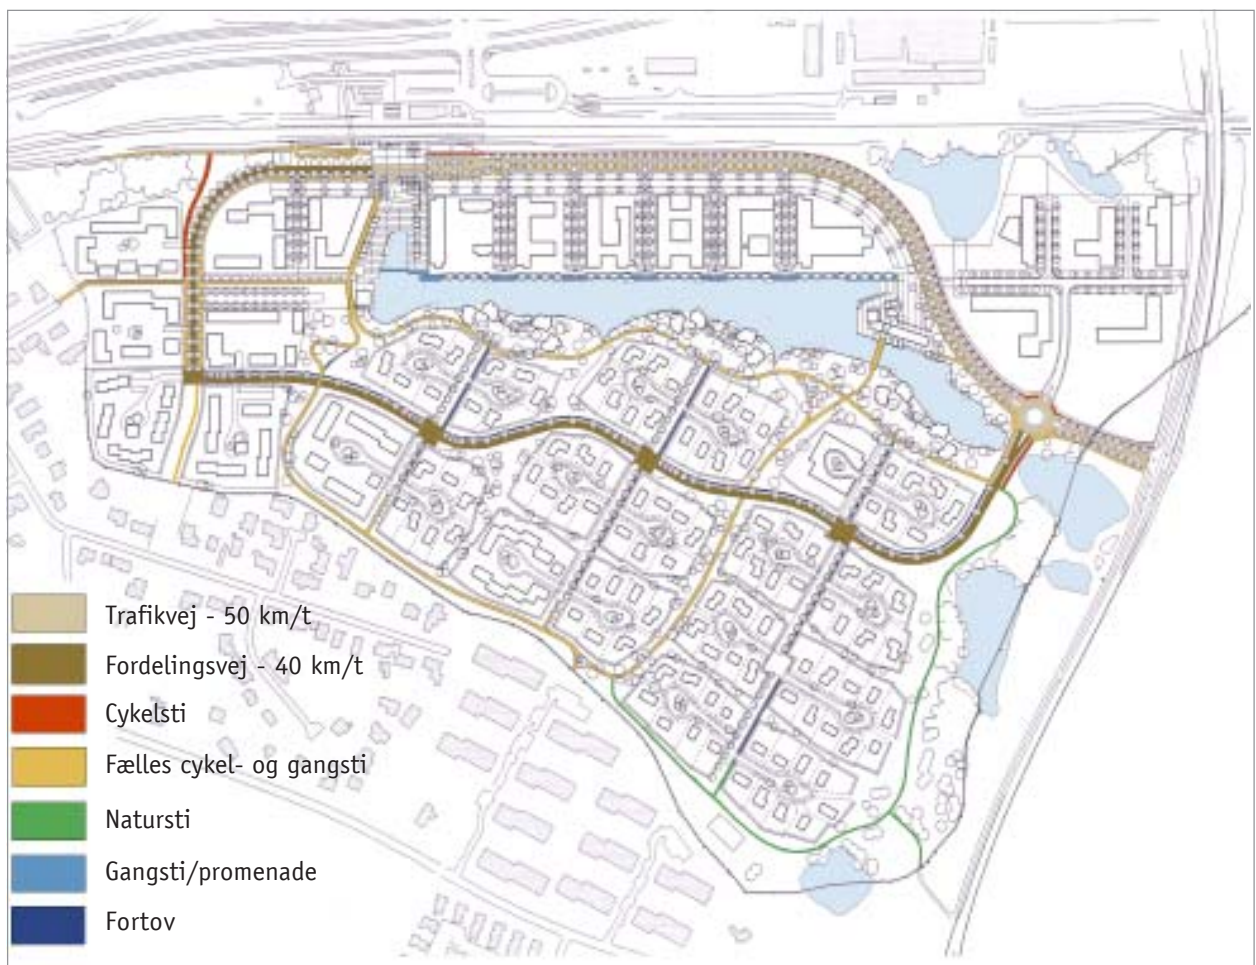 Trafikvej - 50 km/t
Fordelingsvej - 40 km/t
Cykelsti
Fælles cykel- og gangsti
Natursti
Gangsti/promenade
Fortov